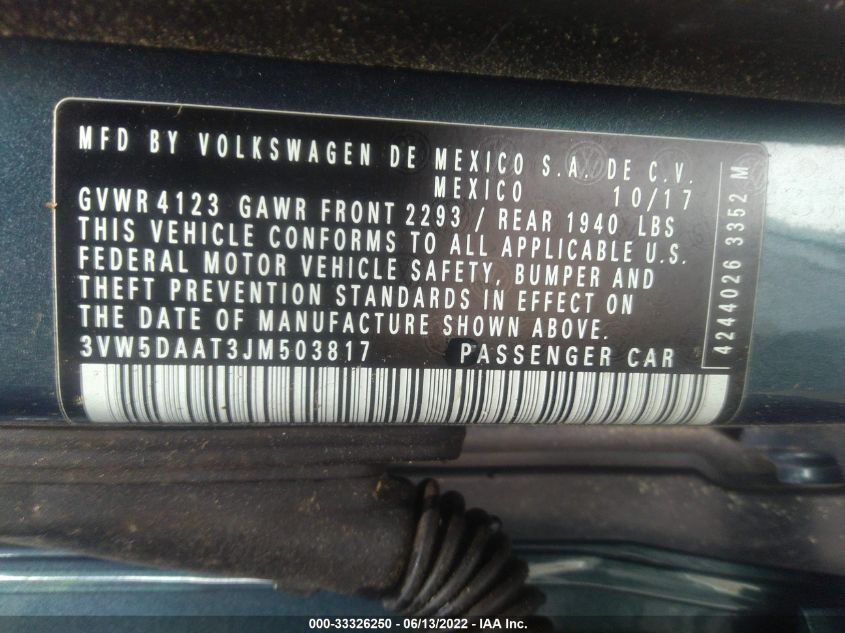 MFD BY VOLKSWAGEN DE MEXICO S.A. DE C.V.
MEXICO 10/17
GVWR 4123 GAWR FRONT 2293 / REAR 1940 LBS
THIS VEHICLE CONFORMS TO ALL APPLICABLE U.S.
FEDERAL MOTOR VEHICLE SAFETY, BUMPER AND
THEFT PREVENTION STANDARDS IN EFFECT ON
THE DATE OF MANUFACTURE SHOWN ABOVE.
3VW5DAAT3JM503817 PASSENGER CAR
4244026 3352 M
000-33326250 - 06/13/2022 - IAA Inc.